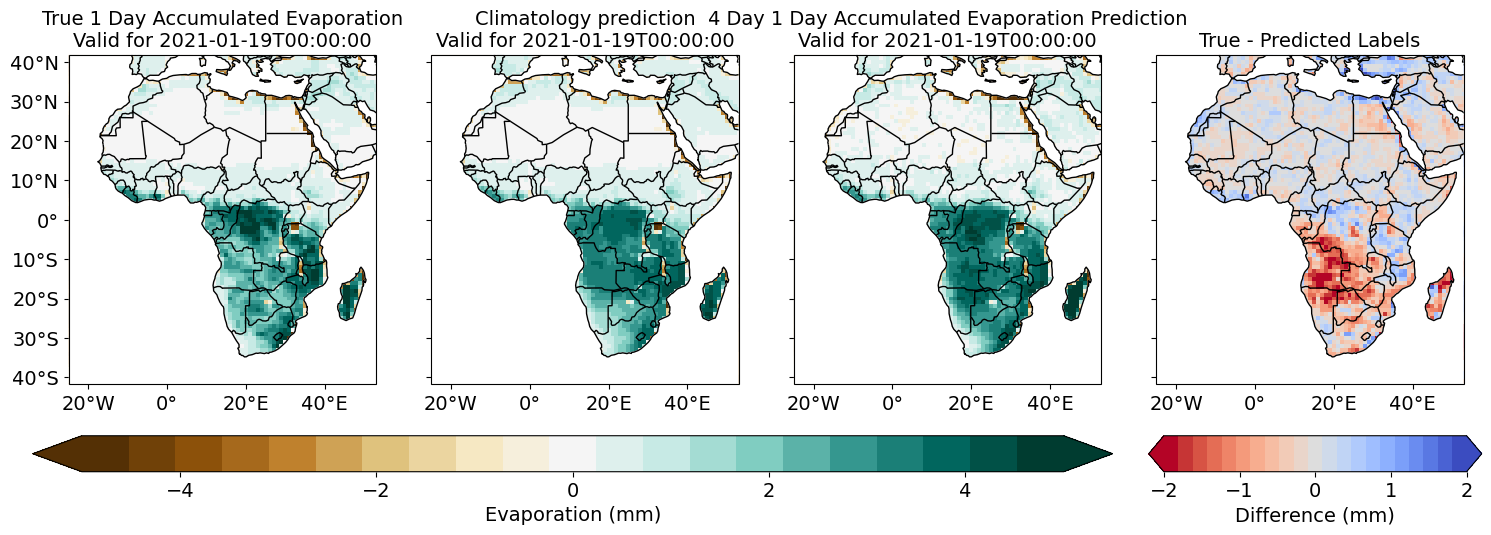 True 1 Day Accumulated Evaporation
Valid for 2021-01-19T00:00:00
Climatology prediction
Valid for 2021-01-19T00:00:00
4 Day 1 Day Accumulated Evaporation Prediction
Valid for 2021-01-19T00:00:00
True - Predicted Labels
40°N
30°N
20°N
10°N
0°
10°S
20°S
30°S
40°S
20°W 0° 20°E 40°E
20°W 0° 20°E 40°E
20°W 0° 20°E 40°E
20°W 0° 20°E 40°E
−4 −2 0 2 4
Evaporation (mm)
−2 −1 0 1 2
Difference (mm)